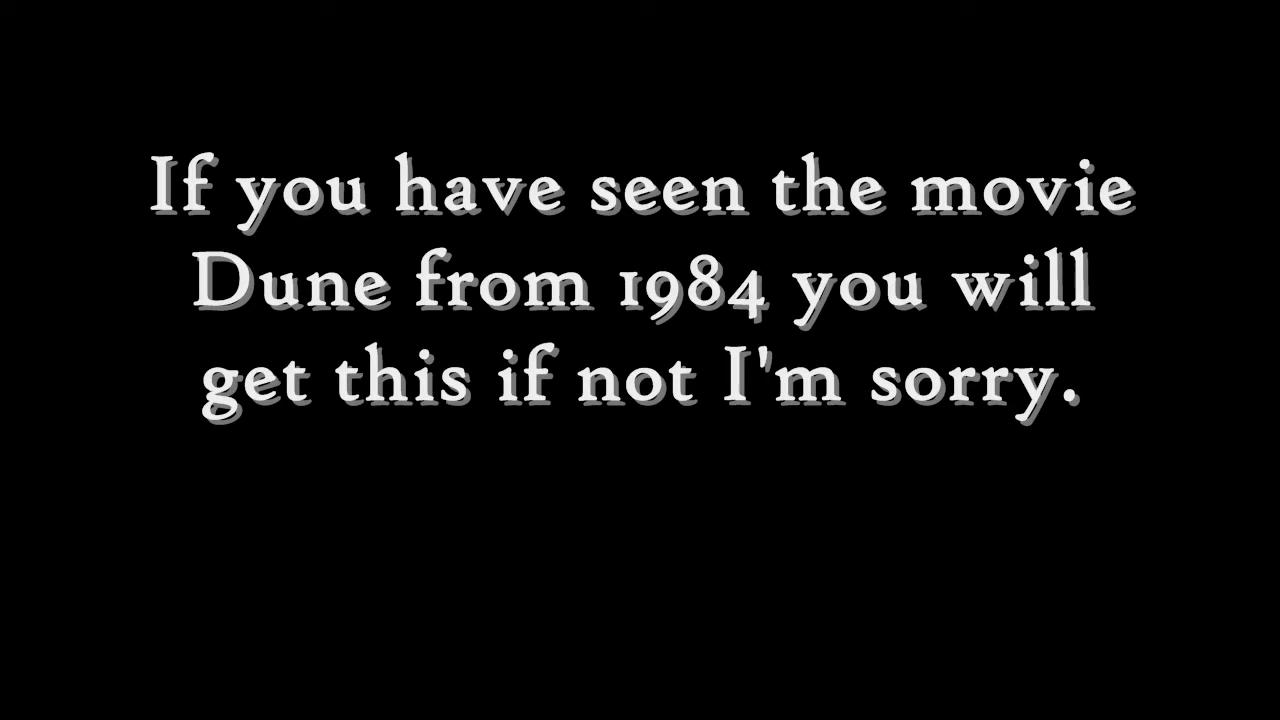 If you have seen the movie
Dune from 1984 you will
get this if not I'm sorry.